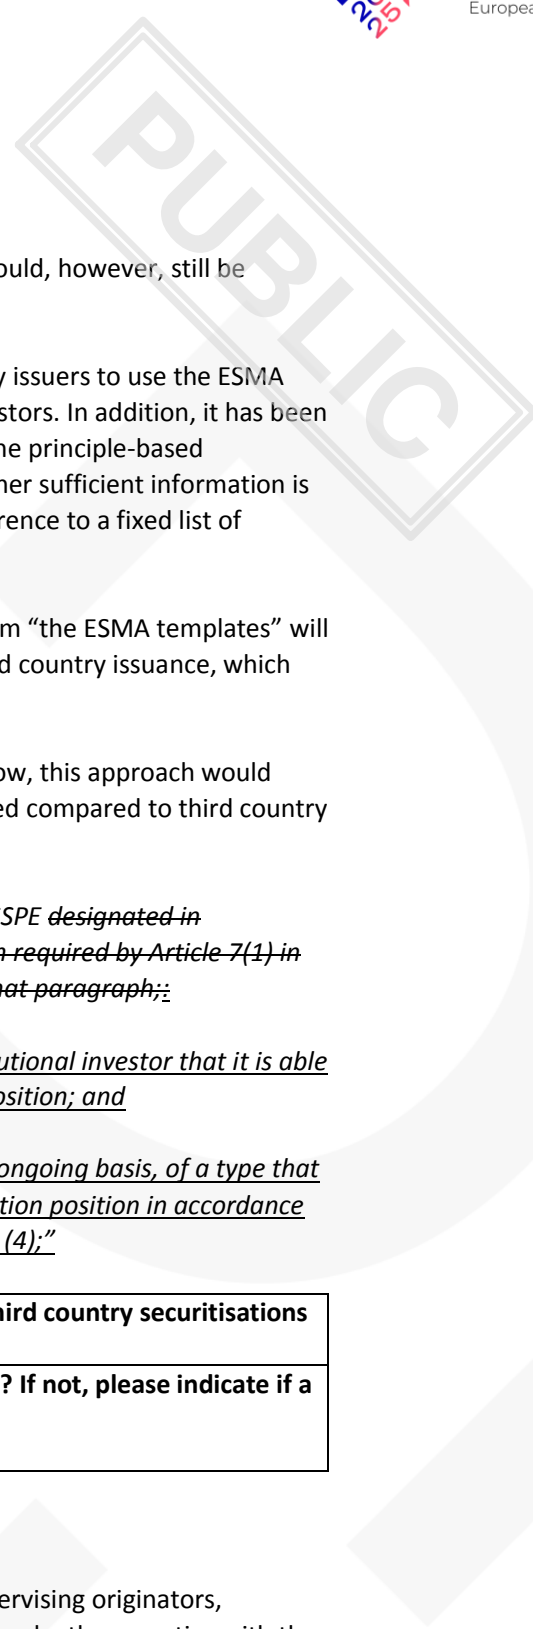 Europea
2025
PUBLIC
ould, however, still be
y issuers to use the ESMA
stors. In addition, it has been
ne principle-based
her sufficient information is
rence to a fixed list of
m “the ESMA templates” will
d country issuance, which
ow, this approach would
ed compared to third country
SPE designated in
n required by Article 7(1) in
hat paragraph;:
utional investor that it is able
osition; and
ongoing basis, of a type that
tion position in accordance
(4);”
hird country securitisations
? If not, please indicate if a
ervising originators,